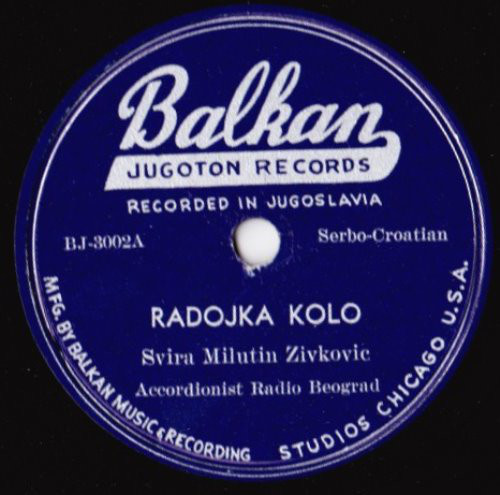 Balkan
JUGOTON RECORDS
RECORDED IN JUGOSLAVIA
BJ-3002A
Serbo-Croatian
RADOJKA KOLO
Svira Milutin Zivkovic
Accordionist Radio Beograd
MFG. BY BALKAN MUSIC & RECORDING STUDIOS CHICAGO U.S.A.